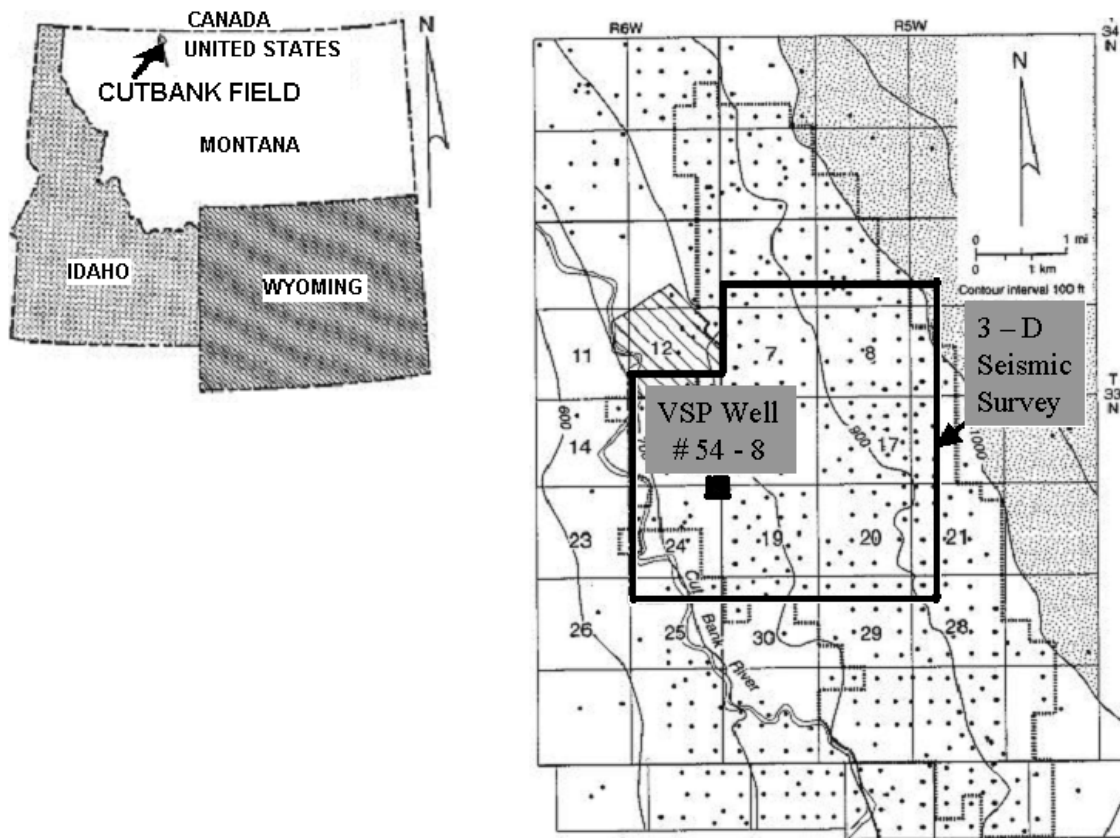 CANADA
UNITED STATES
CUTBANK FIELD
MONTANA
IDAHO
WYOMING
N
R6W
R5W
N
0
1 mi
0
1 km
Contour interval 100 ft
3 – D
Seismic
Survey
T
33
N
11
12
7
8
VSP Well
# 54 - 8
14
600
900
17
1000
23
24
19
20
21
26
25
30
29
28
Cut
Bank
River